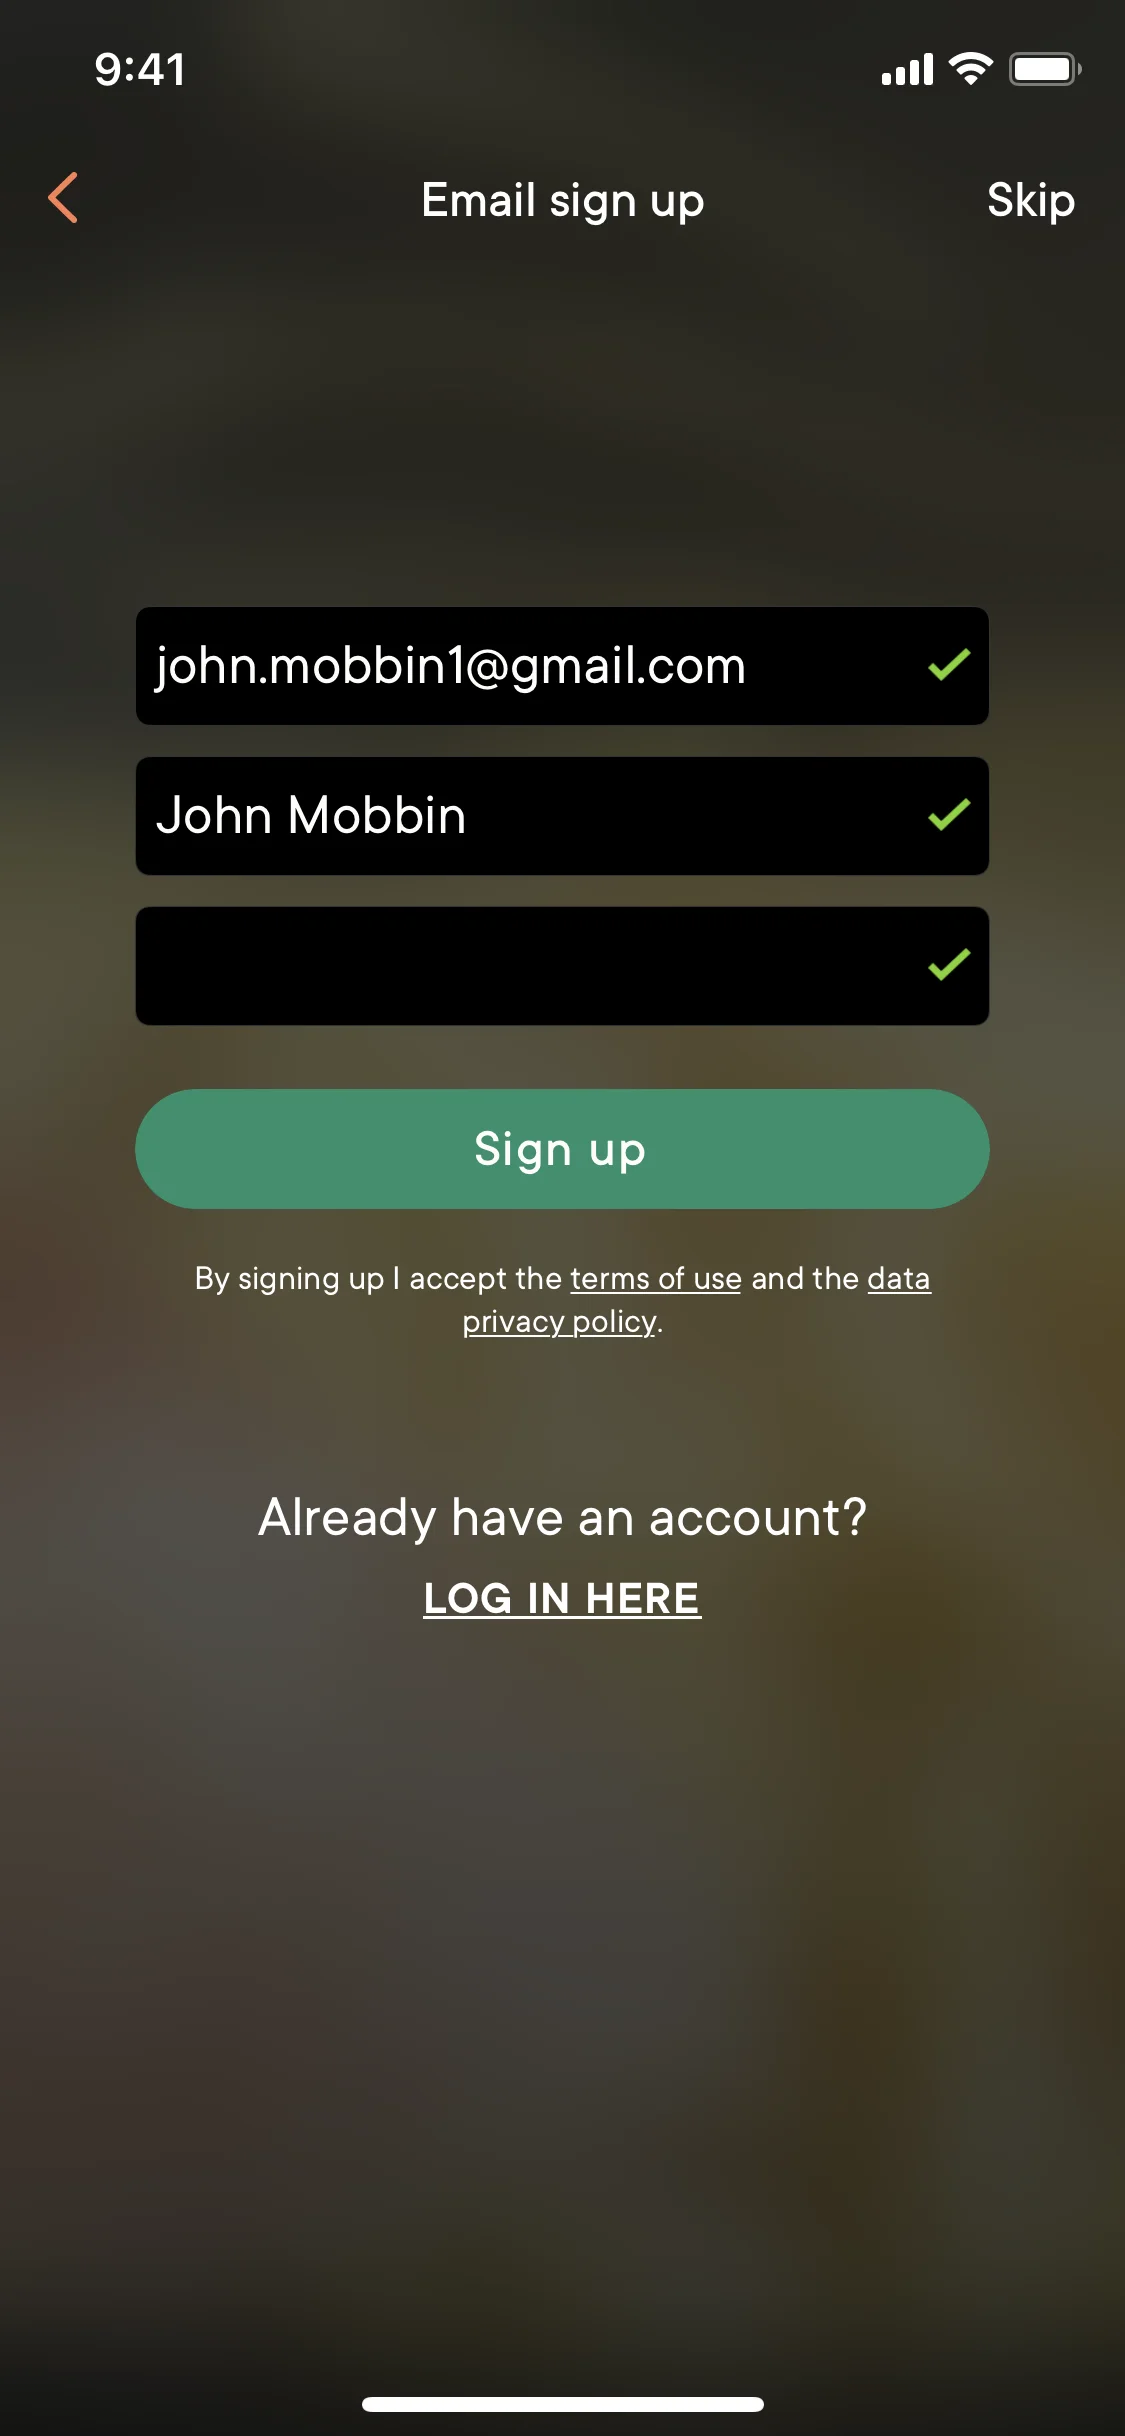 9:41
Email sign up
Skip
john.mobbin1@gmail.com
John Mobbin
Sign up
By signing up I accept the terms of use and the data
privacy policy.
Already have an account?
LOG IN HERE